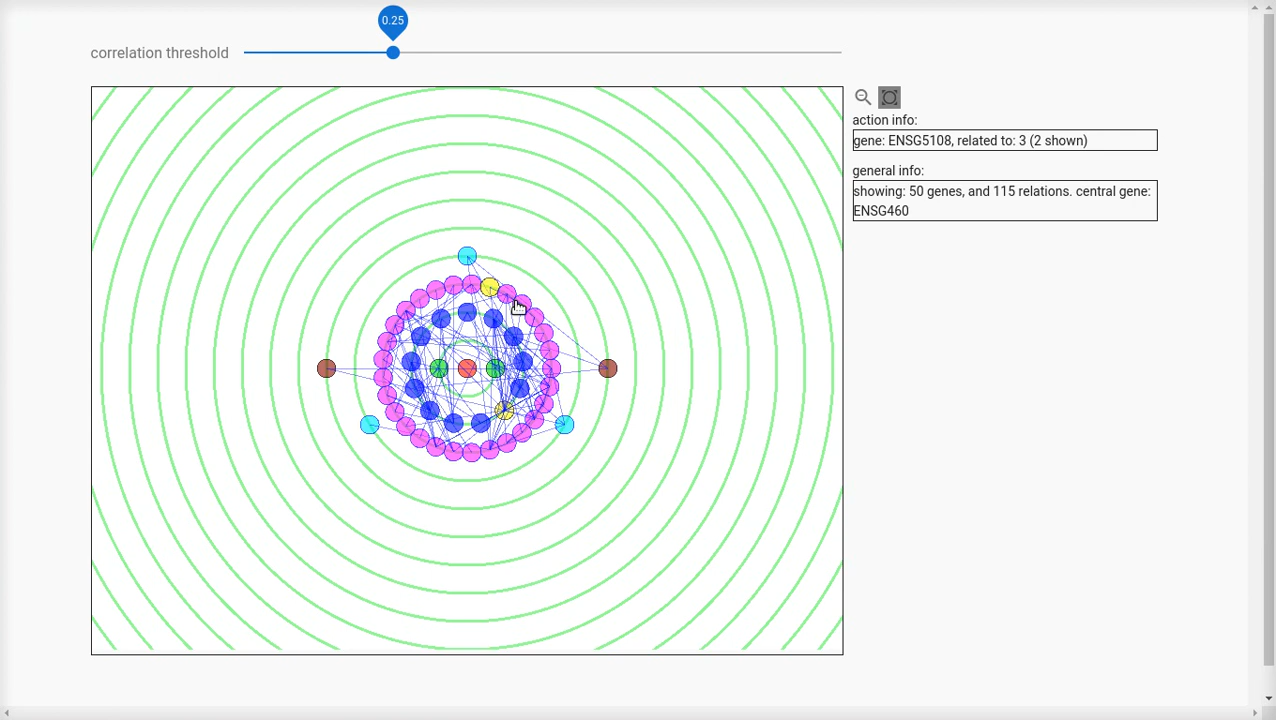 0.25
correlation threshold
action info:
gene: ENSG5108, related to: 3 (2 shown)
general info:
showing: 50 genes, and 115 relations. central gene:
ENSG460